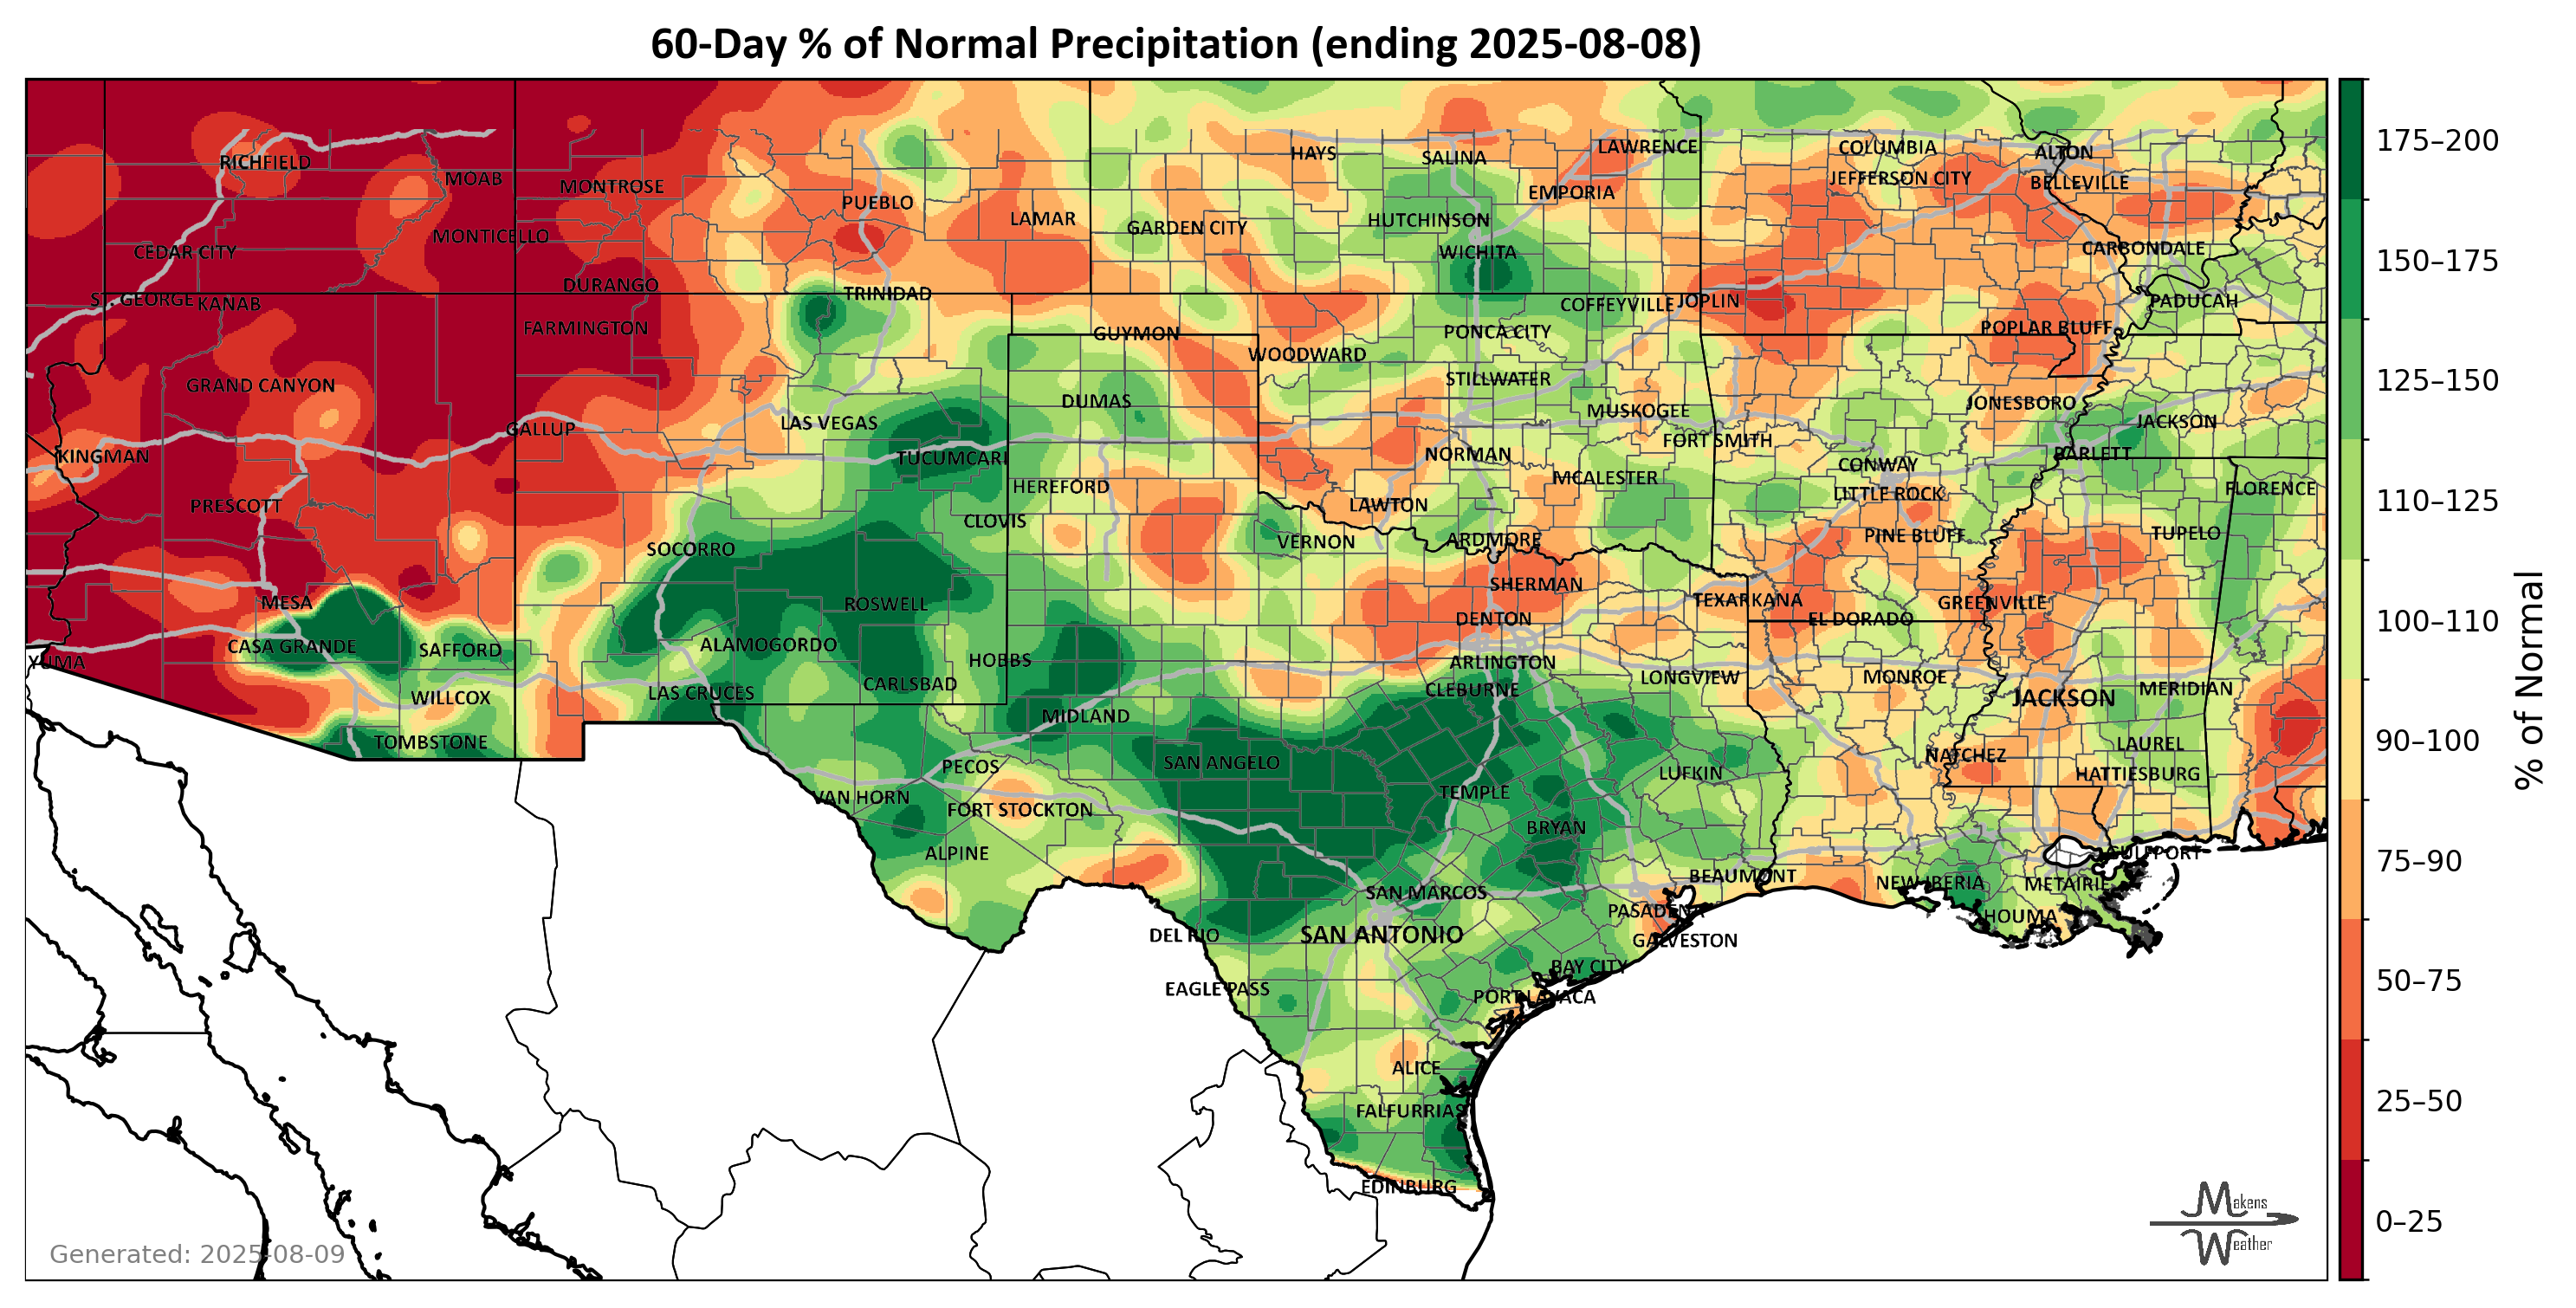 60-Day % of Normal Precipitation (ending 2025-08-08)
RICHFIELD
MOAB
MONTROSE
PUEBLO
LAMAR
HAYS
SALINA
LAWRENCE
EMPORIA
COLUMBIA
JEFFERSON CITY
ALTON
BELLEVILLE
CEDAR CITY
MONTICELLO
GARDEN CITY
HUTCHINSON
WICHITA
CARBONDALE
ST. GEORGE
KANAB
DURANGO
TRINIDAD
COFFEYVILLE
JOPLIN
PADUCAH
FARMINGTON
GUYMON
PONCA CITY
POPLAR BLUFF
WOODWARD
GRAND CANYON
STILLWATER
DUMAS
JONESBORO
MUSKOGEE
LAS VEGAS
JACKSON
GALLUP
FORT SMITH
KINGMAN
TUCUMCARI
NORMAN
BARLETT
CONWAY
MCALESTER
HEREFORD
FLORENCE
LITTLE ROCK
PRESCOTT
LAWTON
CLOVIS
TUPELO
PINE BLUFF
VERNON
ARDMORE
SOCORRO
SHERMAN
MESA
ROSWELL
TEXARKANA
GREENVILLE
DENTON
EL DORADO
CASA GRANDE
SAFFORD
ALAMOGORDO
HOBBS
ARLINGTON
YUMA
LONGVIEW
MONROE
CARLSBAD
CLEBURNE
LAS CRUCES
WILLCOX
JACKSON
MERIDIAN
MIDLAND
TOMBSTONE
LAUREL
NATCHEZ
PECOS
SAN ANGELO
LUFKIN
HATTIESBURG
TEMPLE
VAN HORN
FORT STOCKTON
BRYAN
ALPINE
GULFPORT
BEAUMONT
NEW IBERIA
METAIRIE
SAN MARCOS
PASADENA
HOUMA
DEL RIO
SAN ANTONIO
GALVESTON
BAY CITY
EAGLE PASS
PORT LAVACA
ALICE
FALFURRIAS
EDINBURG
175–200
150–175
125–150
110–125
100–110
90–100
75–90
50–75
25–50
0–25
% of Normal
Generated: 2025-08-09
Makens
Weather